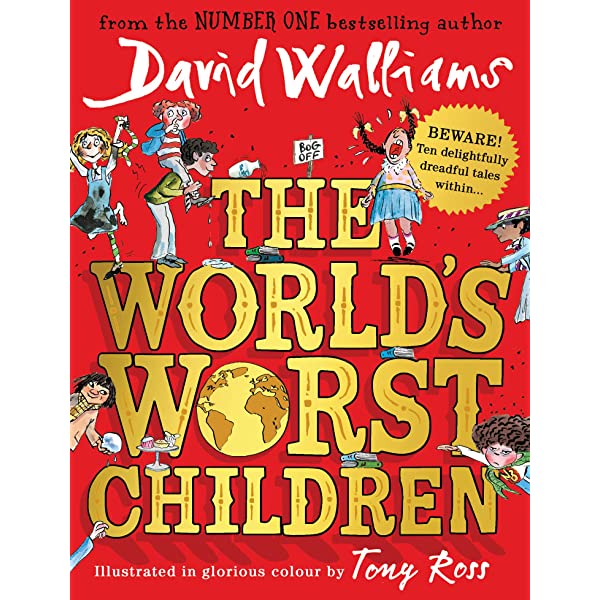 from the NUMBER ONE bestselling author
David Walliams
BOG
OFF
BEWARE!
Ten delightfully
dreadful tales
within...
THE
WORLD'S
WORST
CHILDREN
Illustrated in glorious colour by Tony Ross